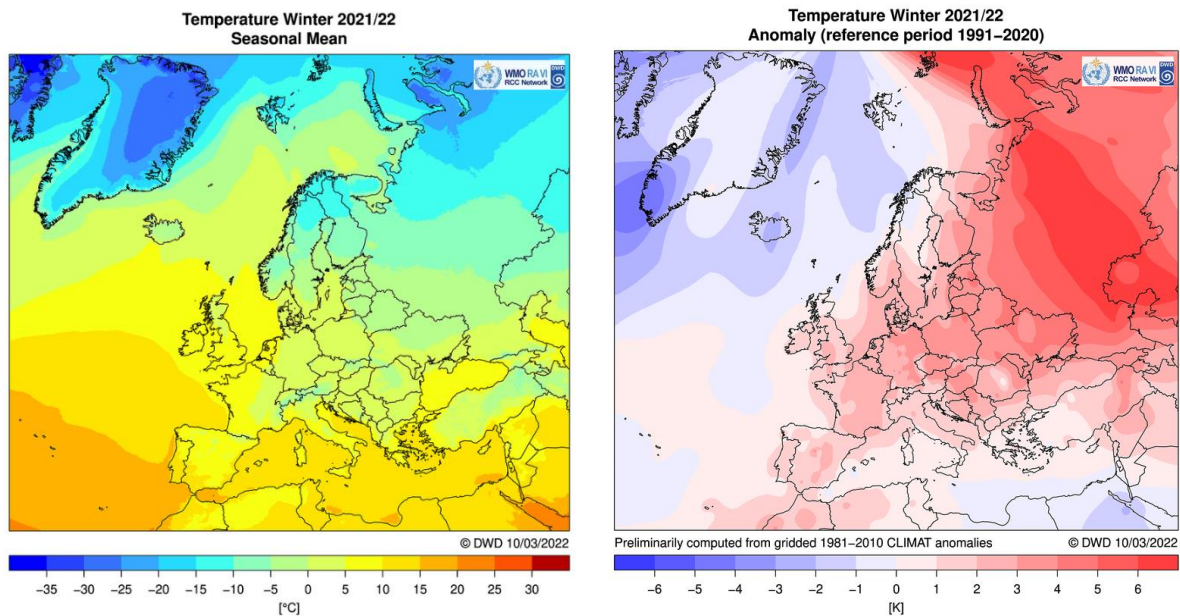 Temperature Winter 2021/22
Seasonal Mean
WMO RA VI
RCC Network
DWD
© DWD 10/03/2022
−35 −30 −25 −20 −15 −10 −5 0 5 10 15 20 25 30
[°C]
Temperature Winter 2021/22
Anomaly (reference period 1991−2020)
WMO RA VI
RCC Network
DWD
Preliminarily computed from gridded 1981−2010 CLIMAT anomalies © DWD 10/03/2022
−6 −5 −4 −3 −2 −1 0 1 2 3 4 5 6
[K]